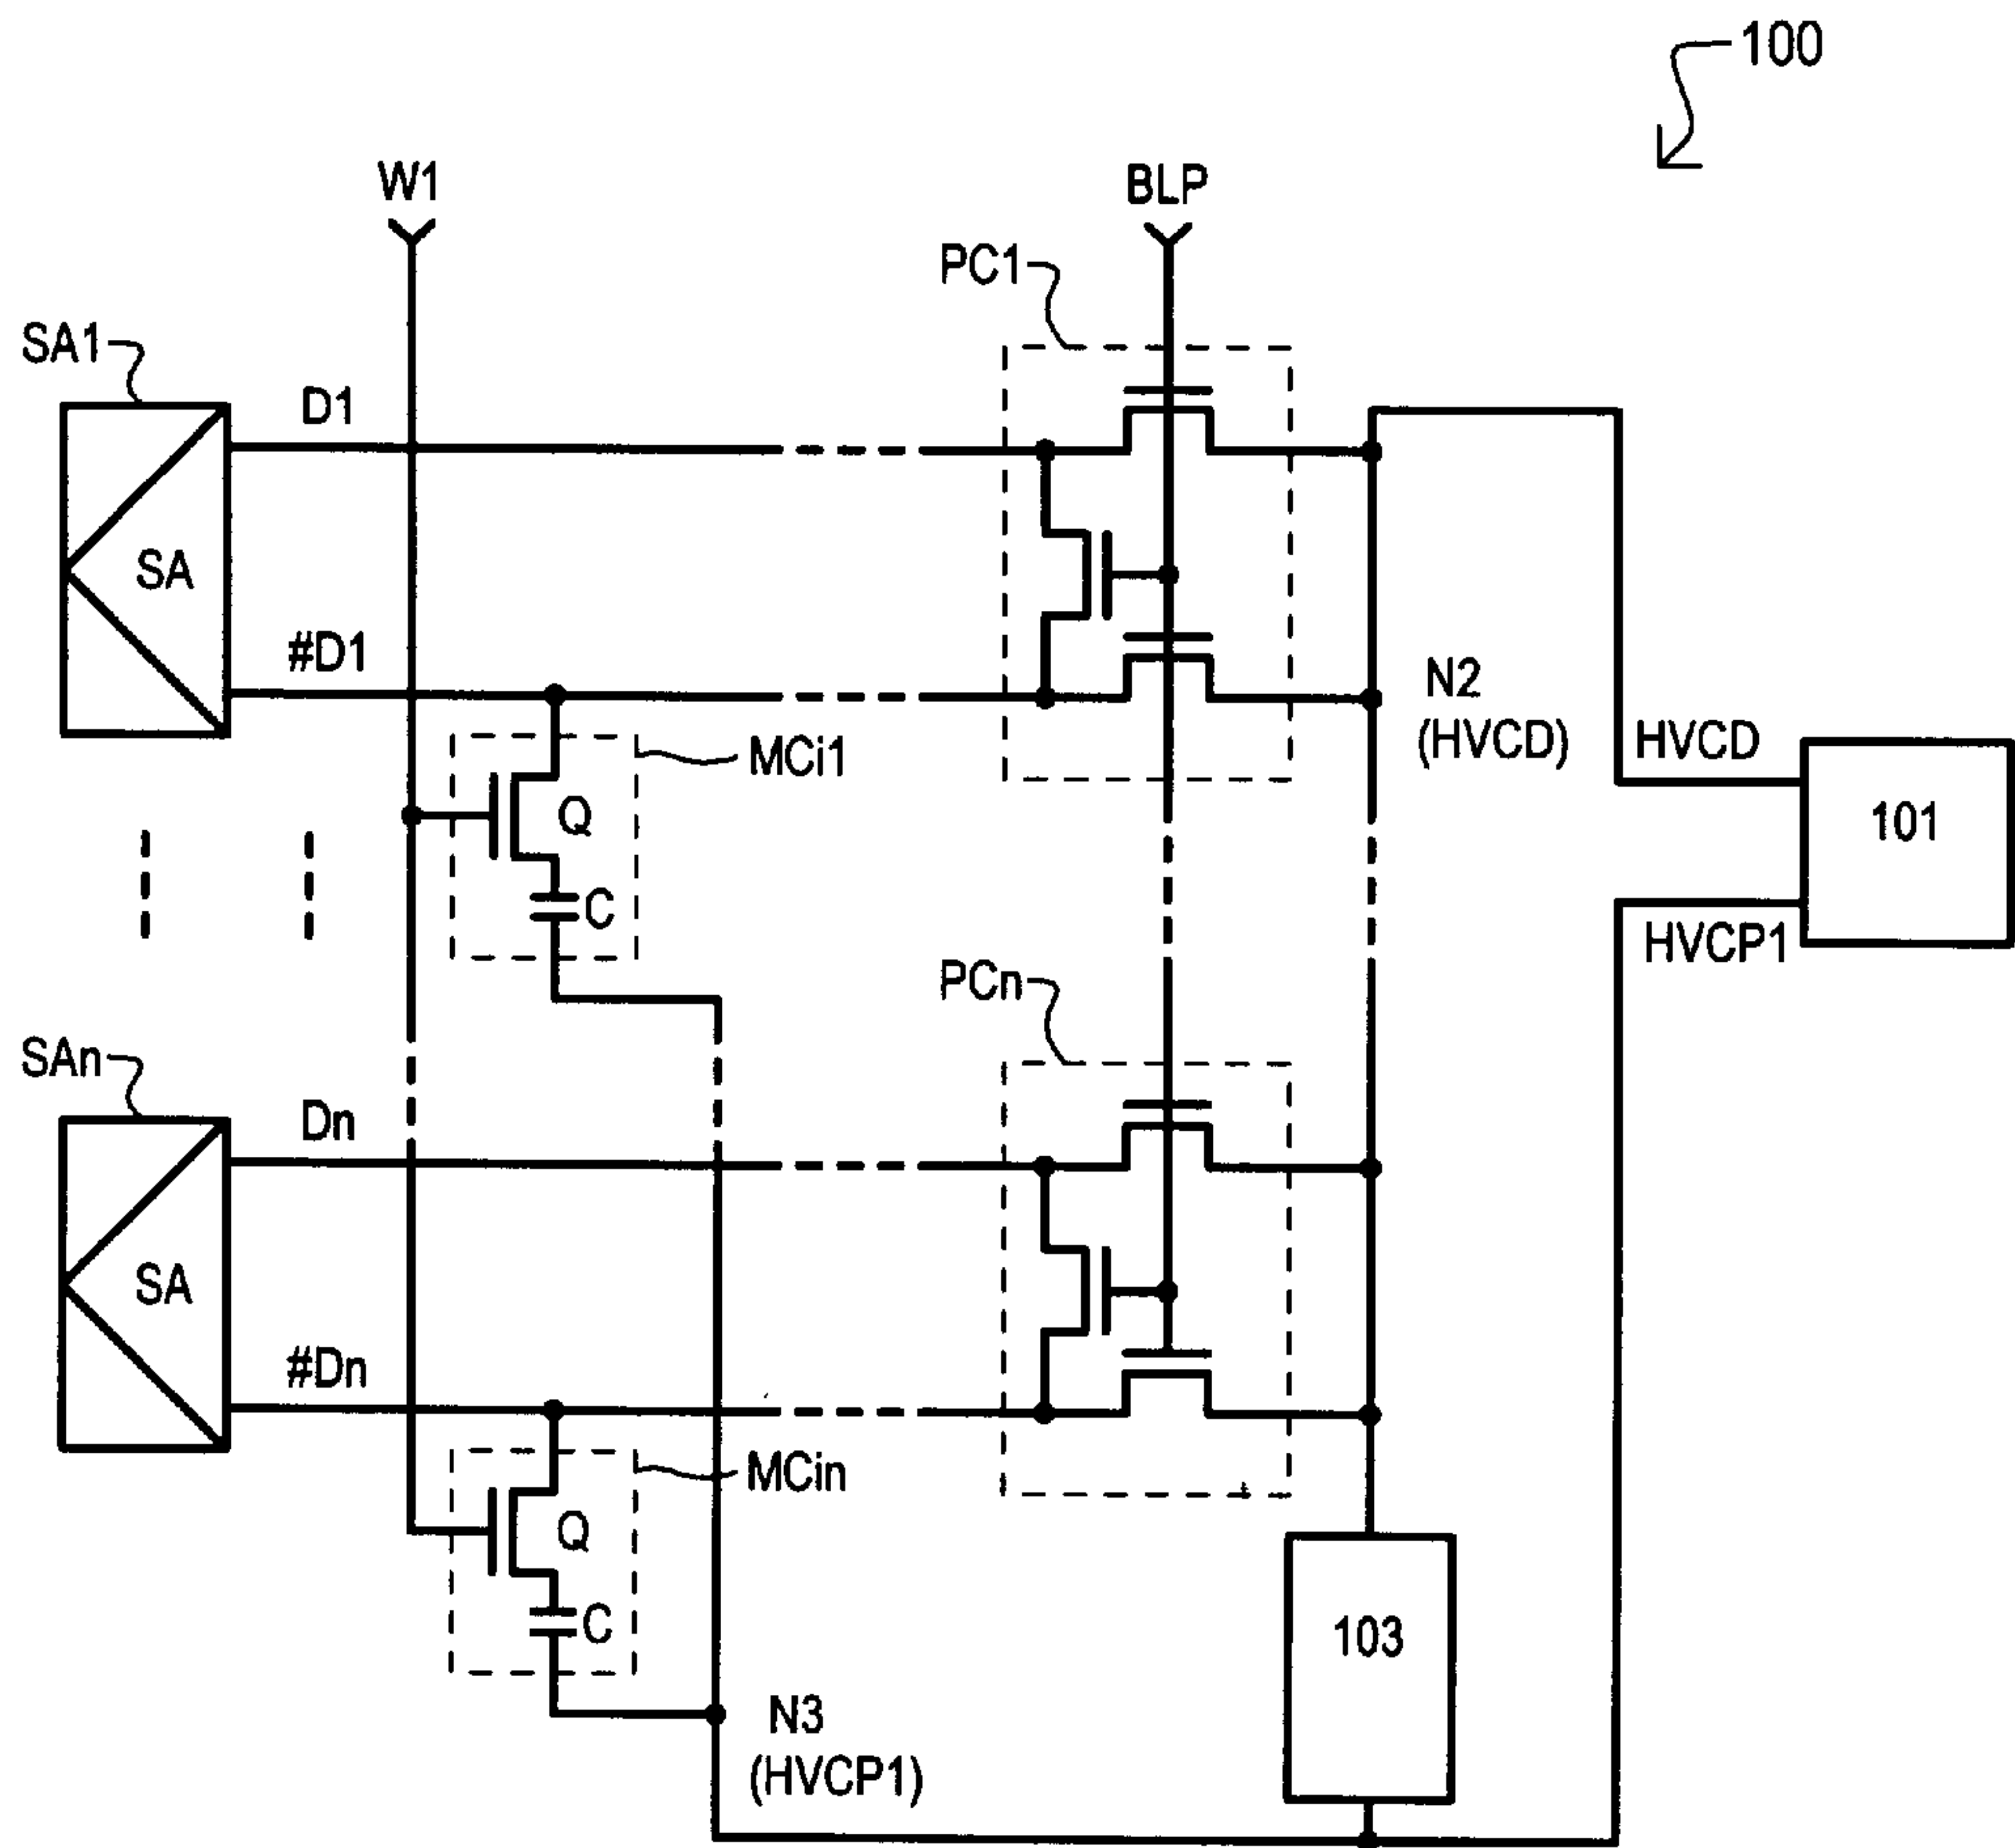 100
W1
BLP
PC1
SA1
D1
SA
#D1
N2
(HVCD)
HVCD
MCi1
Q
101
C
HVCP1
PCn
SAn
Dn
SA
#Dn
MCin
Q
C
103
N3
(HVCP1)